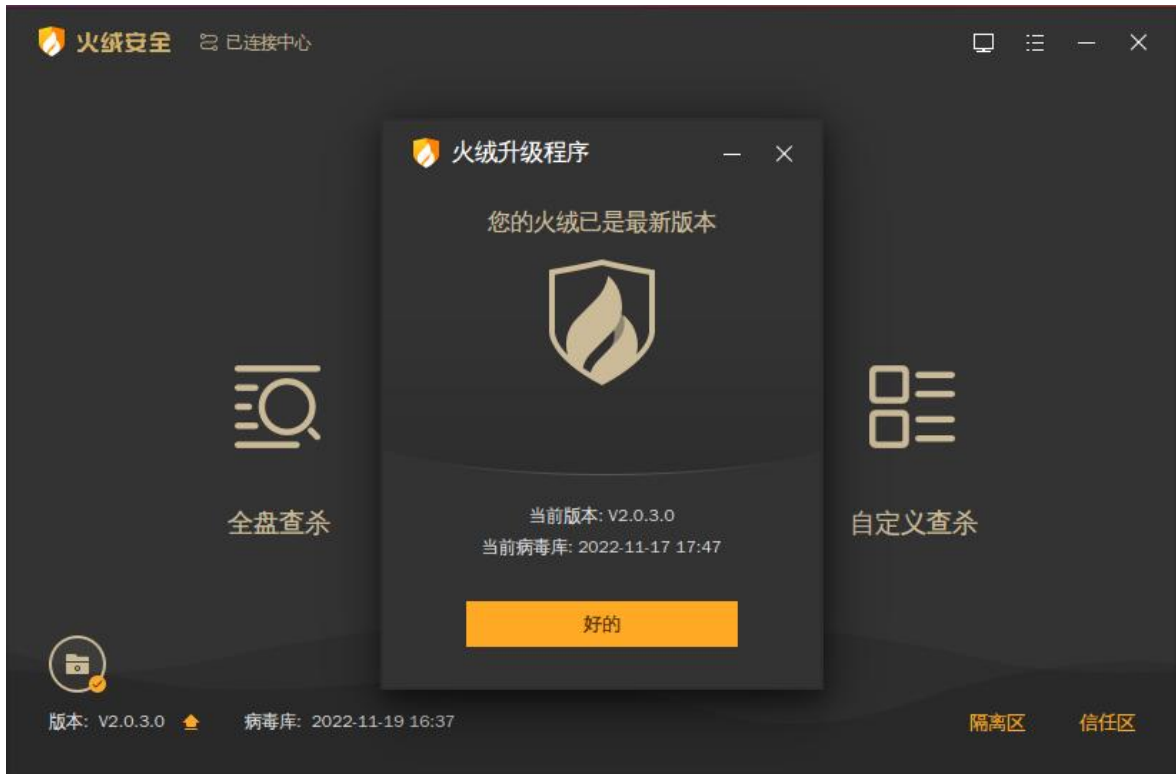 火绒安全 已连接中心
火绒升级程序
您的火绒已是最新版本
全盘查杀
自定义查杀
当前版本: V2.0.3.0
当前病毒库: 2022-11-17 17:47
好的
版本: V2.0.3.0 病毒库: 2022-11-19 16:37 隔离区 信任区